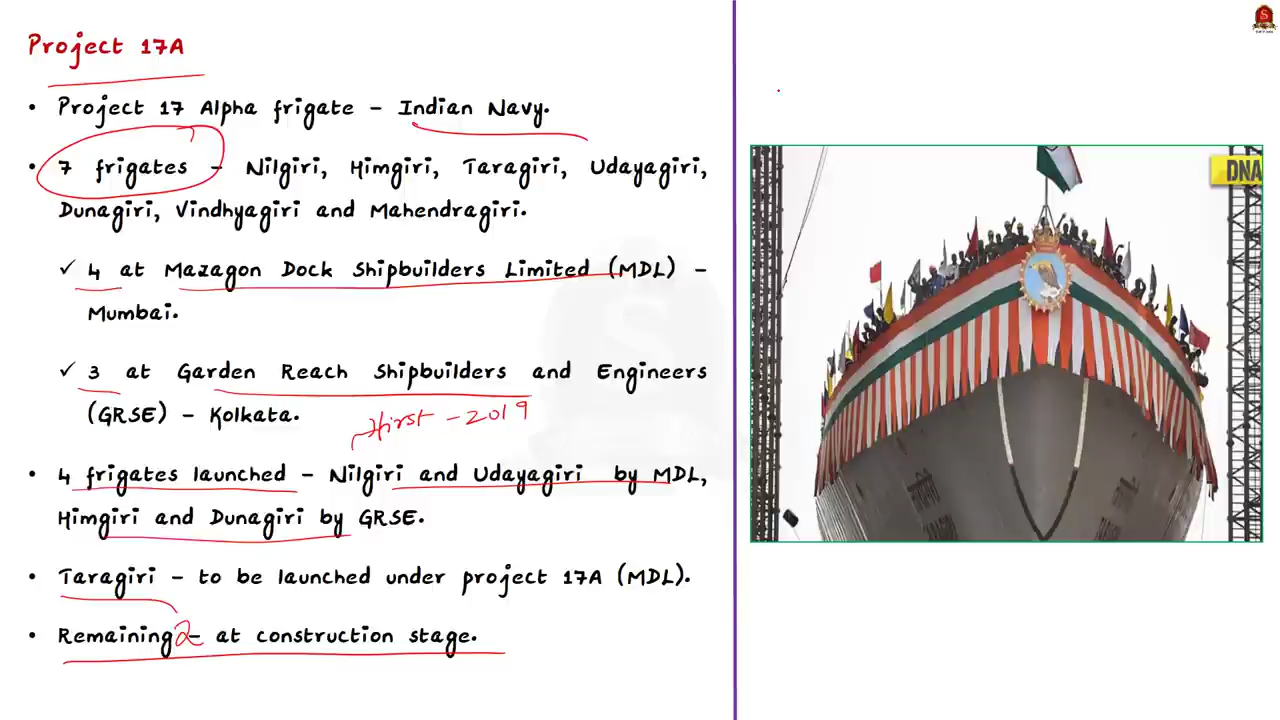 Project 17A
• Project 17 Alpha frigate – Indian Navy.
• 7 frigates – Nilgiri, Himgiri, Taragiri, Udayagiri,
Dunagiri, Vindhyagiri and Mahendragiri.
✓ 4 at Mazagon Dock Shipbuilders Limited (MDL) –
Mumbai.
✓ 3 at Garden Reach Shipbuilders and Engineers
(GRSE) – Kolkata.
First – 2019
• 4 frigates launched – Nilgiri and Udayagiri by MDL,
Himgiri and Dunagiri by GRSE.
• Taragiri – to be launched under project 17A (MDL).
• Remaining 2 – at construction stage.
DNA